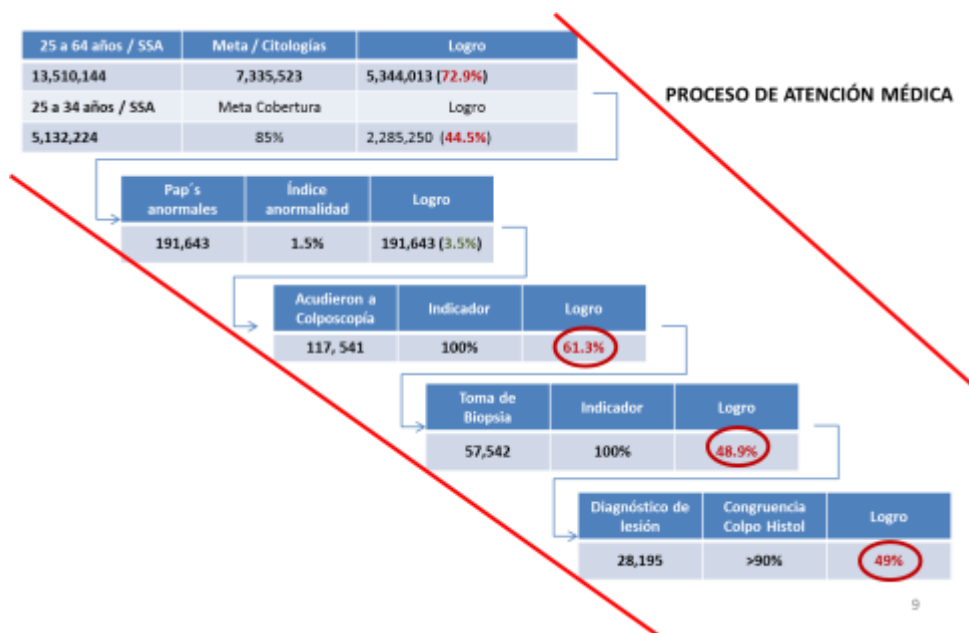 25 a 64 años / SSA Meta / Citologías Logro
13,510,144 7,335,523 5,344,013 (72.9%)
25 a 34 años / SSA Meta Cobertura Logro
5,132,224 85% 2,285,250 (44.5%)
PROCESO DE ATENCIÓN MÉDICA
Pap´s
anormales
Índice
anormalidad
Logro
191,643 1.5% 191,643 (3.5%)
Acudieron a
Colposcopía
Indicador
Logro
117, 541 100% 61.3%
Toma de
Biopsia
Indicador
Logro
57,542 100% 48.9%
Diagnóstico de
lesión
Congruencia
Colpo Histol
Logro
28,195 >90% 49%
9